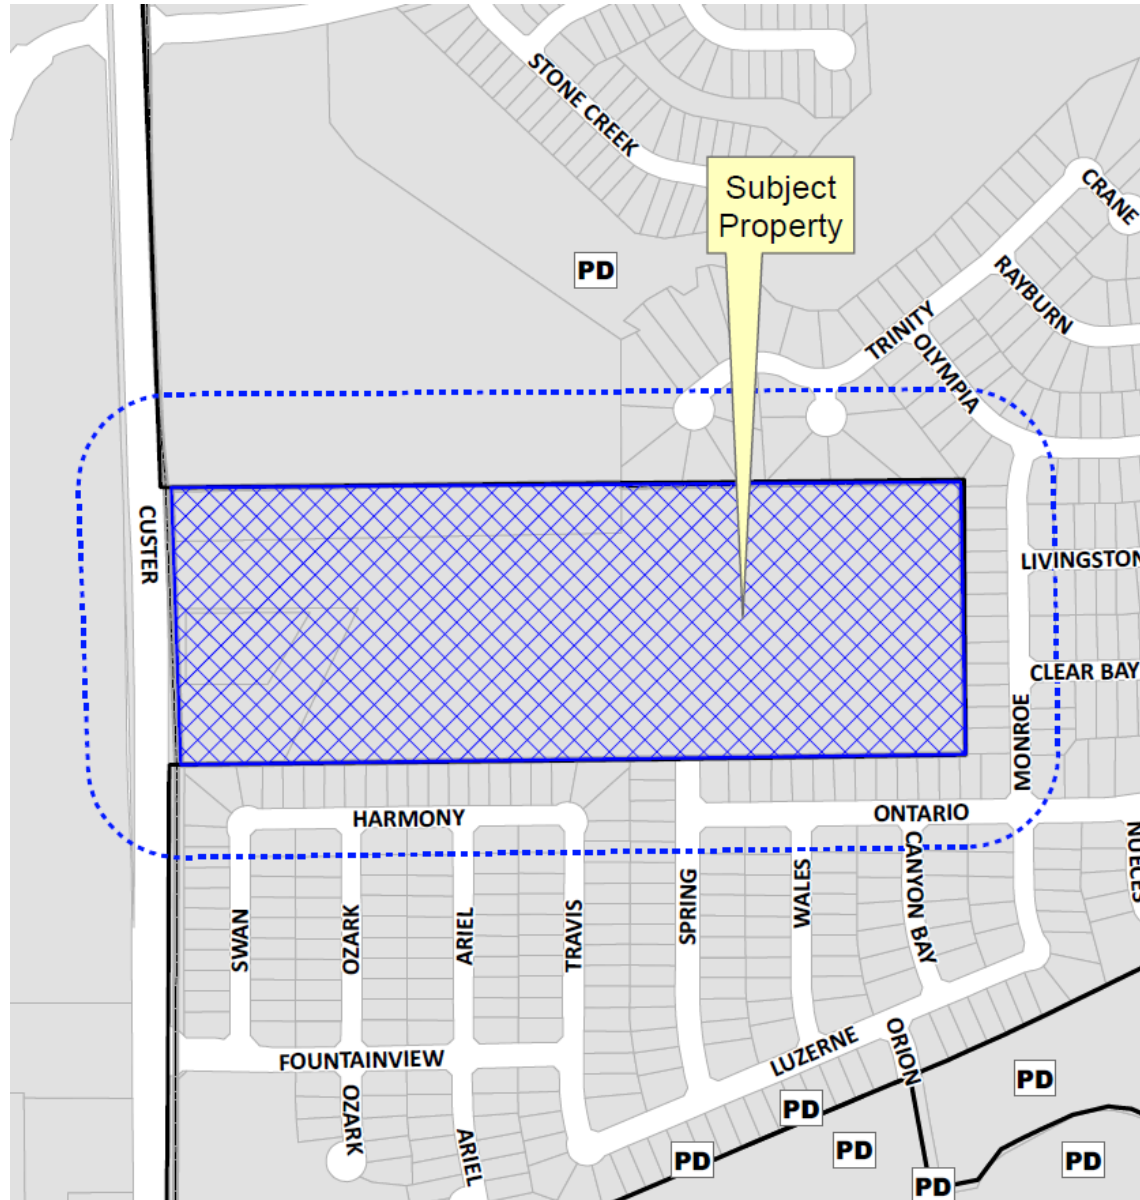 STONE CREEK
Subject
Property
CRANE
PD
RAYBURN
TRINITY
OLYMPIA
CUSTER
LIVINGSTON
CLEAR BAY
MONROE
HARMONY
ONTARIO
NUECES
CANYON BAY
WALES
SPRING
SWAN
OZARK
ARIEL
TRAVIS
ORION
LUZERNE
FOUNTAINVIEW
PD
PD
OZARK
ARIEL
PD
PD
PD
PD